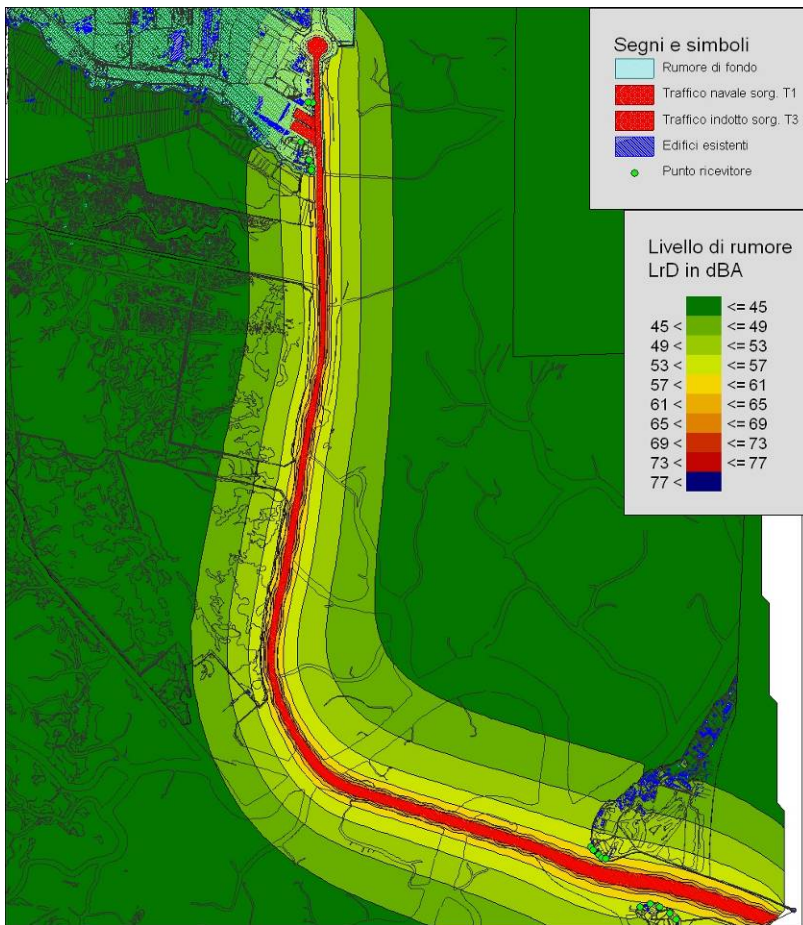 Segni e simboli
Rumore di fondo
Traffico navale sorg. T1
Traffico indotto sorg. T3
Edifici esistenti
Punto ricevitore
Livello di rumore
LrD in dBA
<= 45
45 < <= 49
49 < <= 53
53 < <= 57
57 < <= 61
61 < <= 65
65 < <= 69
69 < <= 73
73 < <= 77
77 <